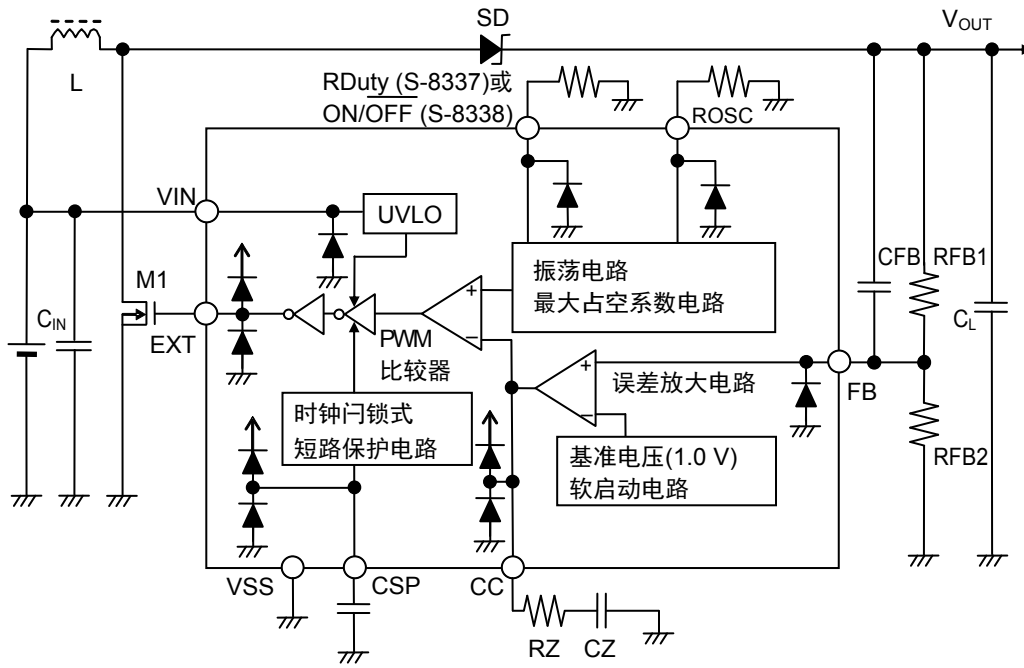 SD
V_OUT
L
RDuty (S-8337)或
ON/OFF (S-8338)
ROSC
VIN
UVLO
振荡电路
最大占空系数电路
CFB
RFB1
M1
C_IN
EXT
+
−
PWM
比较器
C_L
+
−
误差放大电路
FB
时钟闩锁式
短路保护电路
基准电压(1.0 V)
软启动电路
RFB2
VSS
CSP
CC
RZ
CZ